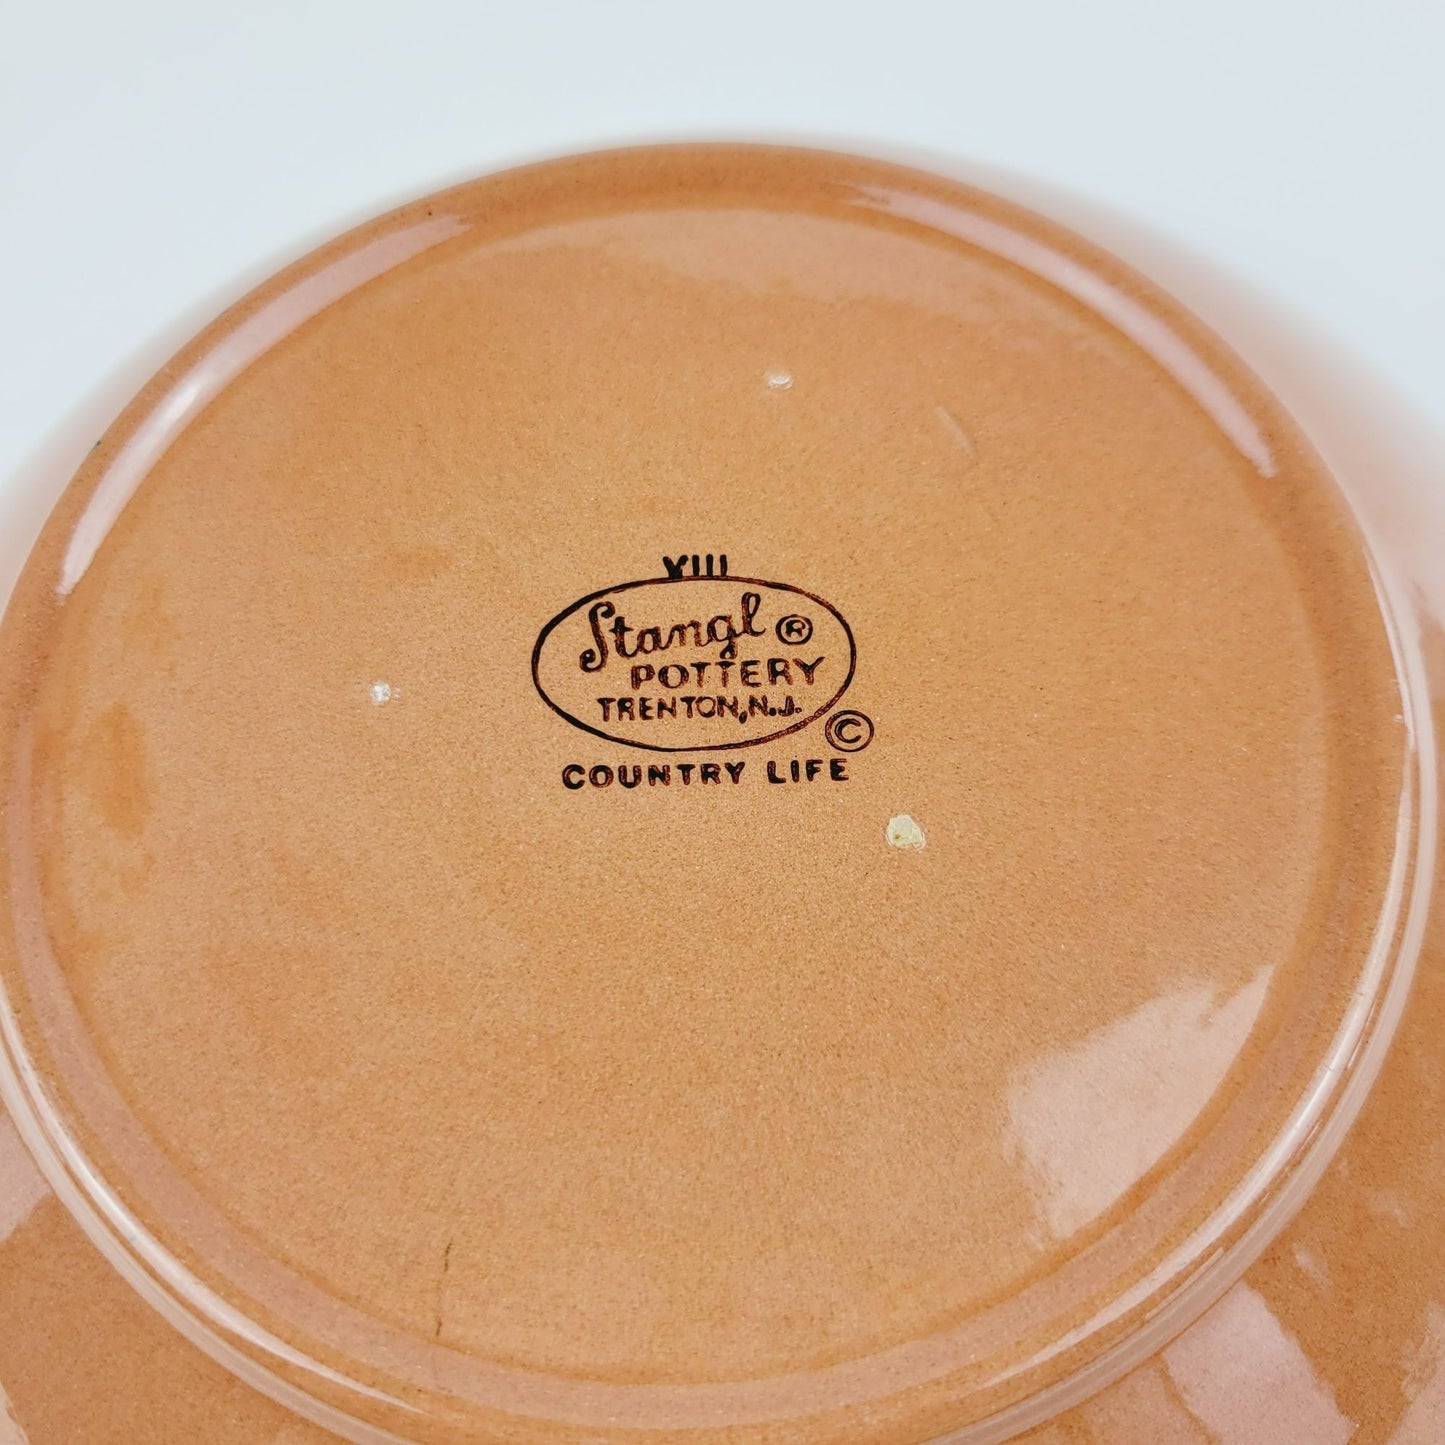 VIII
Stangl ®
POTTERY
TRENTON, N.J.
©
COUNTRY LIFE